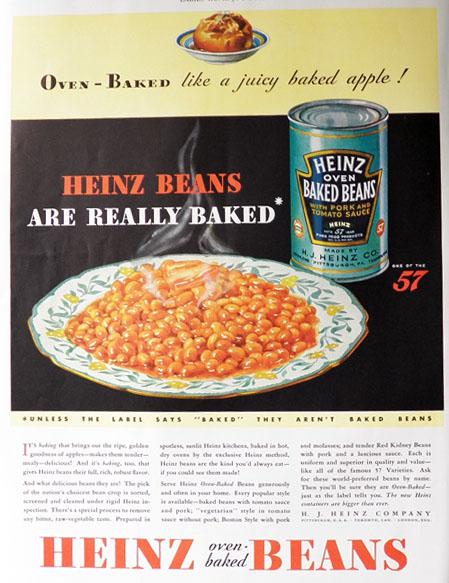 OVEN-BAKED like a juicy baked apple!
HEINZ BEANS
ARE REALLY BAKED*
HEINZ
OVEN
BAKED BEANS
WITH PORK AND
TOMATO SAUCE
HEINZ
57
MADE BY
H.J. HEINZ CO.
PITTSBURGH, PA.
ONE OF THE
57
*UNLESS THE LABEL SAYS "BAKED" THEY AREN'T BAKED BEANS
IT'S baking that brings out the ripe, golden
goodness of apples—makes them tender—
mealy—delicious! And it's baking, too, that
gives Heinz beans their full, rich, robust flavor.
And what delicious beans they are! The pick
of the nation's choicest bean crop is sorted,
screened and cleaned under rigid Heinz in-
spection. There's a special process to remove
any bitter, raw-vegetable taste. Prepared in
spotless, sunlit Heinz kitchens, baked in hot,
dry ovens by the exclusive Heinz Method,
Heinz beans are the kind you'd always eat—
if you could see them made!
Serve Heinz Oven-Baked Beans generously
and often in your home. Every popular style
is available—baked beans with tomato sauce
and pork; "vegetarian" style in tomato
sauce without pork; Boston Style with pork
and molasses; and tender Red Kidney Beans
with pork and a luscious sauce. Each is
uniform and superior in quality and value—
like all of the famous 57 Varieties. Ask
for these world-preferred beans by name.
Then you'll be sure they are Oven-Baked—
just as the label tells you. The new Heinz
containers are bigger than ever.
H. J. HEINZ COMPANY
PITTSBURGH, U.S.A. · TORONTO, CAN. · LONDON, ENG.
HEINZ oven-baked BEANS